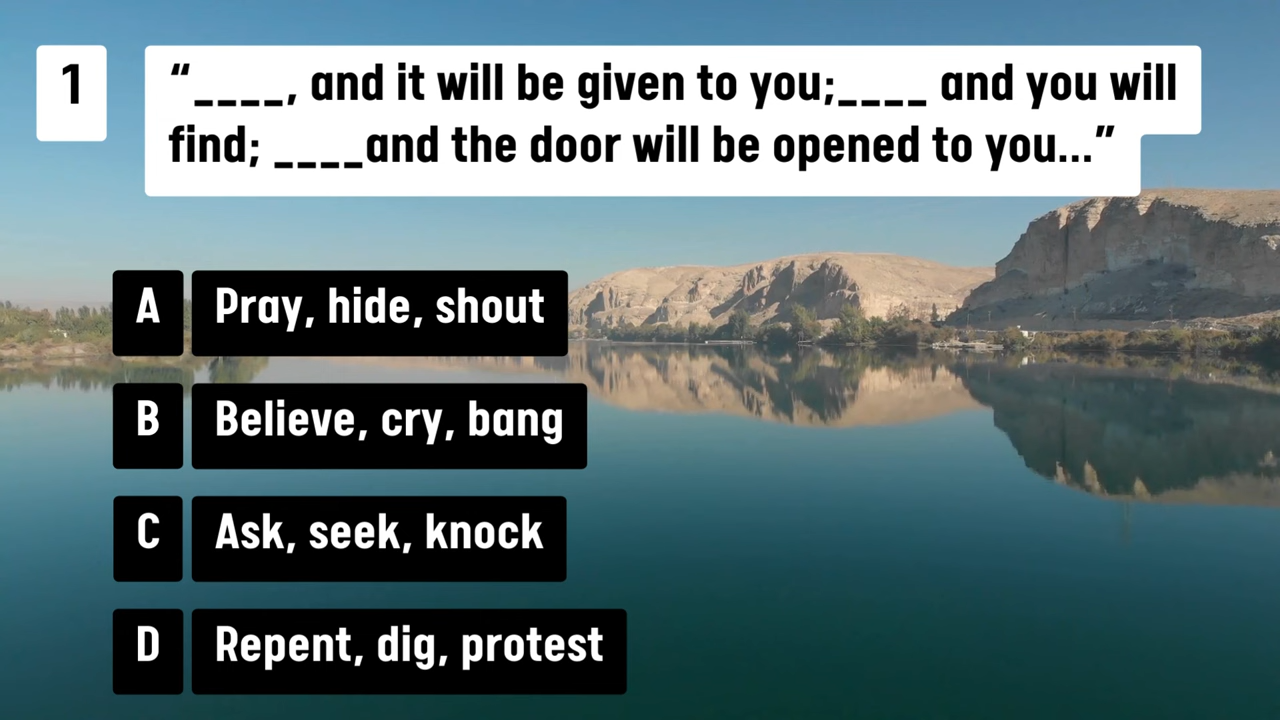 1
“____, and it will be given to you;____ and you will
find; ____and the door will be opened to you...”
A Pray, hide, shout
B Believe, cry, bang
C Ask, seek, knock
D Repent, dig, protest